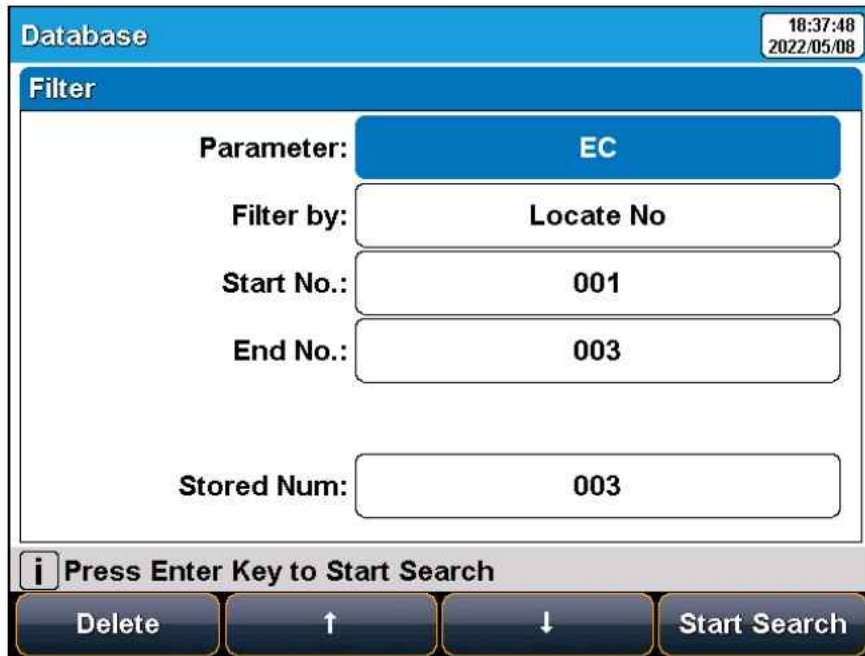 Database
18:37:48
2022/05/08
Filter
Parameter: EC
Filter by: Locate No
Start No.: 001
End No.: 003
Stored Num: 003
i Press Enter Key to Start Search
Delete ↑ ↓ Start Search